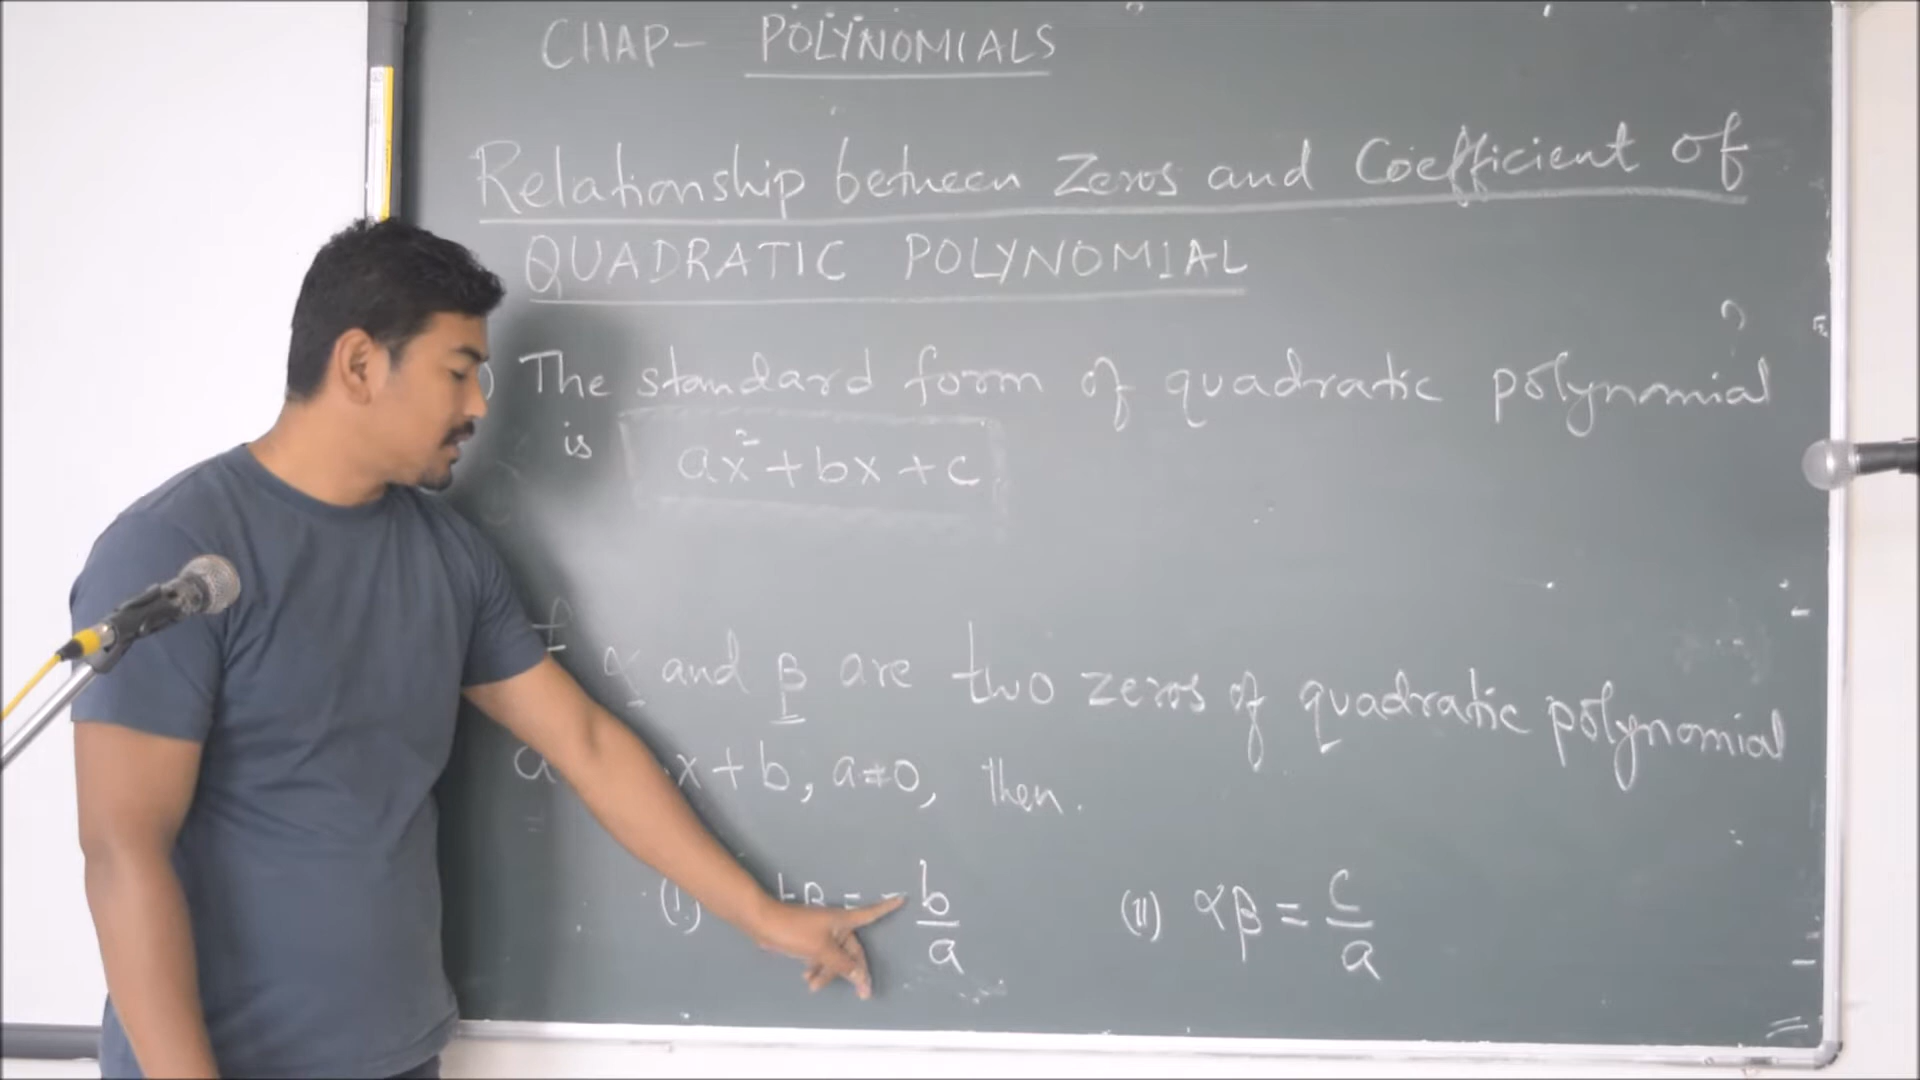 CHAP- POLYNOMIALS
Relationship between Zeros and Coefficient of
QUADRATIC POLYNOMIAL
The standard form of quadratic polynomial
is ax²+bx+c
α and β are two zeros of quadratic polynomial
a x+b, a≠0, then.
(i) +β = -b/a (ii) αβ = c/a